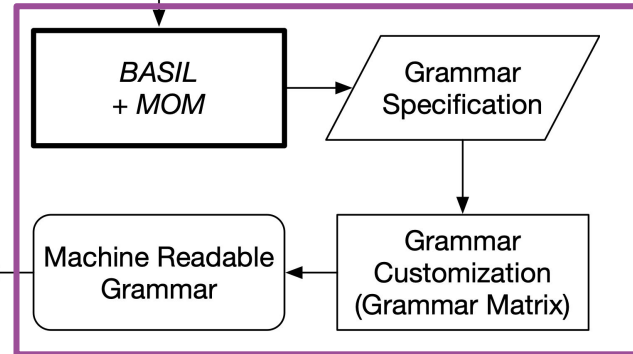 BASIL
+ MOM
Grammar
Specification
Grammar
Customization
(Grammar Matrix)
Machine Readable
Grammar